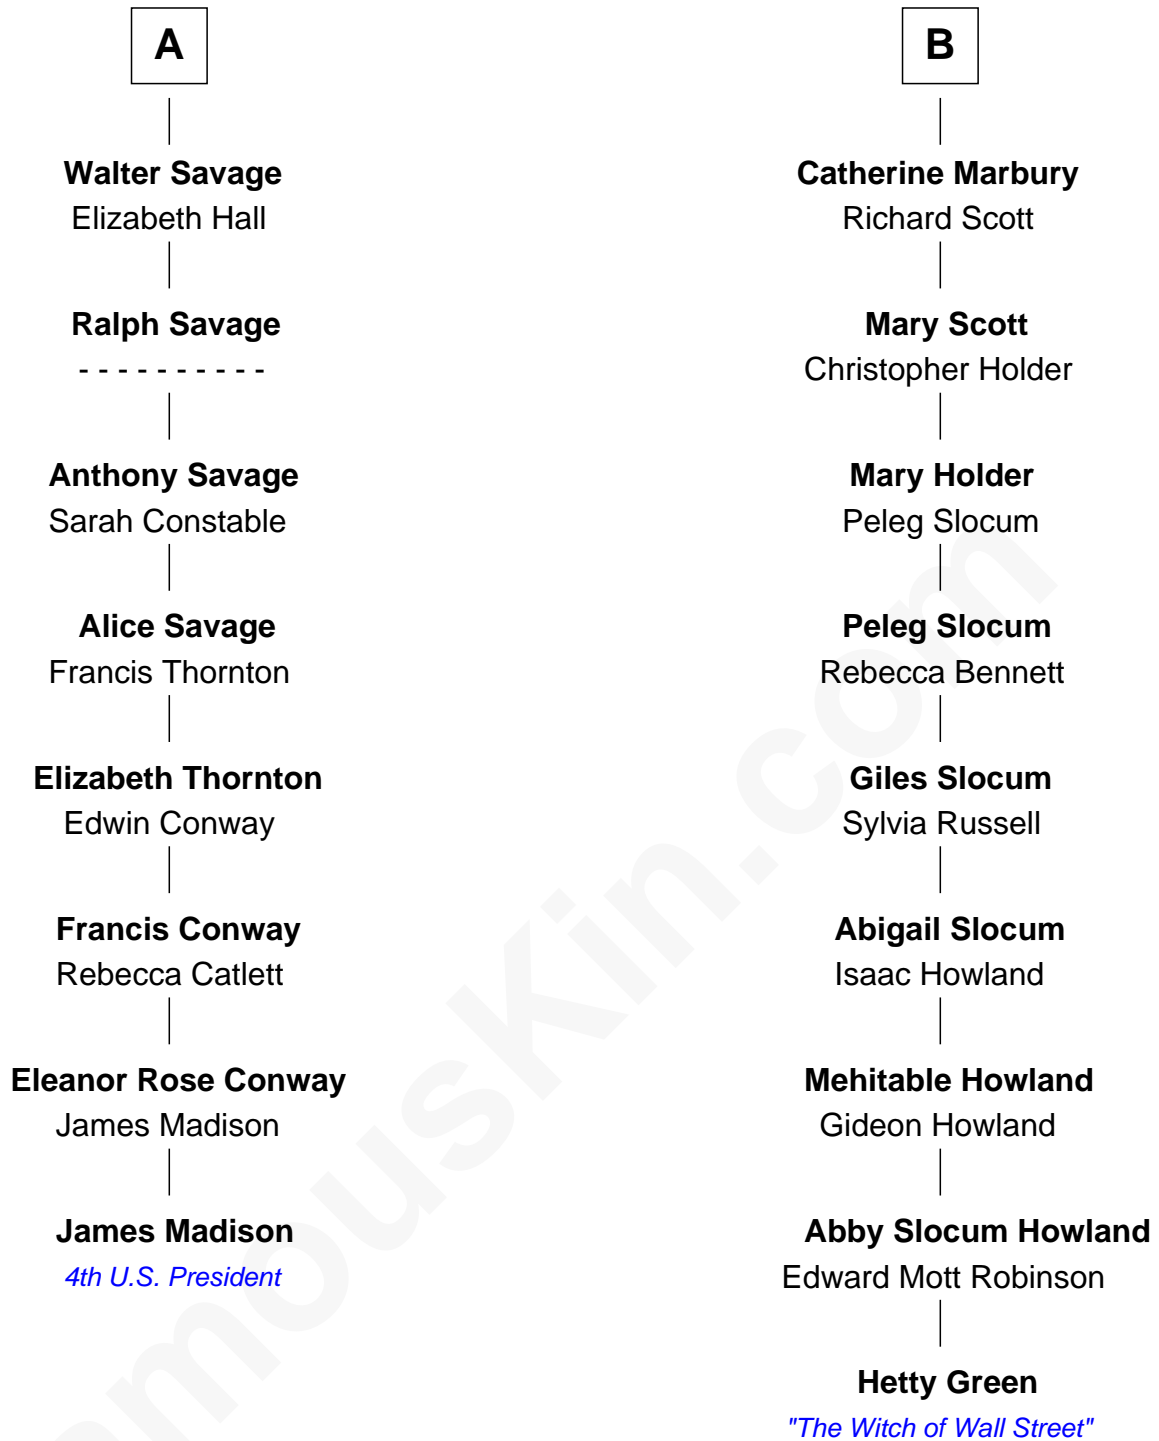 A
Walter Savage
Elizabeth Hall
Ralph Savage
- - - - - - - - - -
Anthony Savage
Sarah Constable
Alice Savage
Francis Thornton
Elizabeth Thornton
Edwin Conway
Francis Conway
Rebecca Catlett
Eleanor Rose Conway
James Madison
James Madison
4th U.S. President
B
Catherine Marbury
Richard Scott
Mary Scott
Christopher Holder
Mary Holder
Peleg Slocum
Peleg Slocum
Rebecca Bennett
Giles Slocum
Sylvia Russell
Abigail Slocum
Isaac Howland
Mehitable Howland
Gideon Howland
Abby Slocum Howland
Edward Mott Robinson
Hetty Green
"The Witch of Wall Street"
amousKin.com